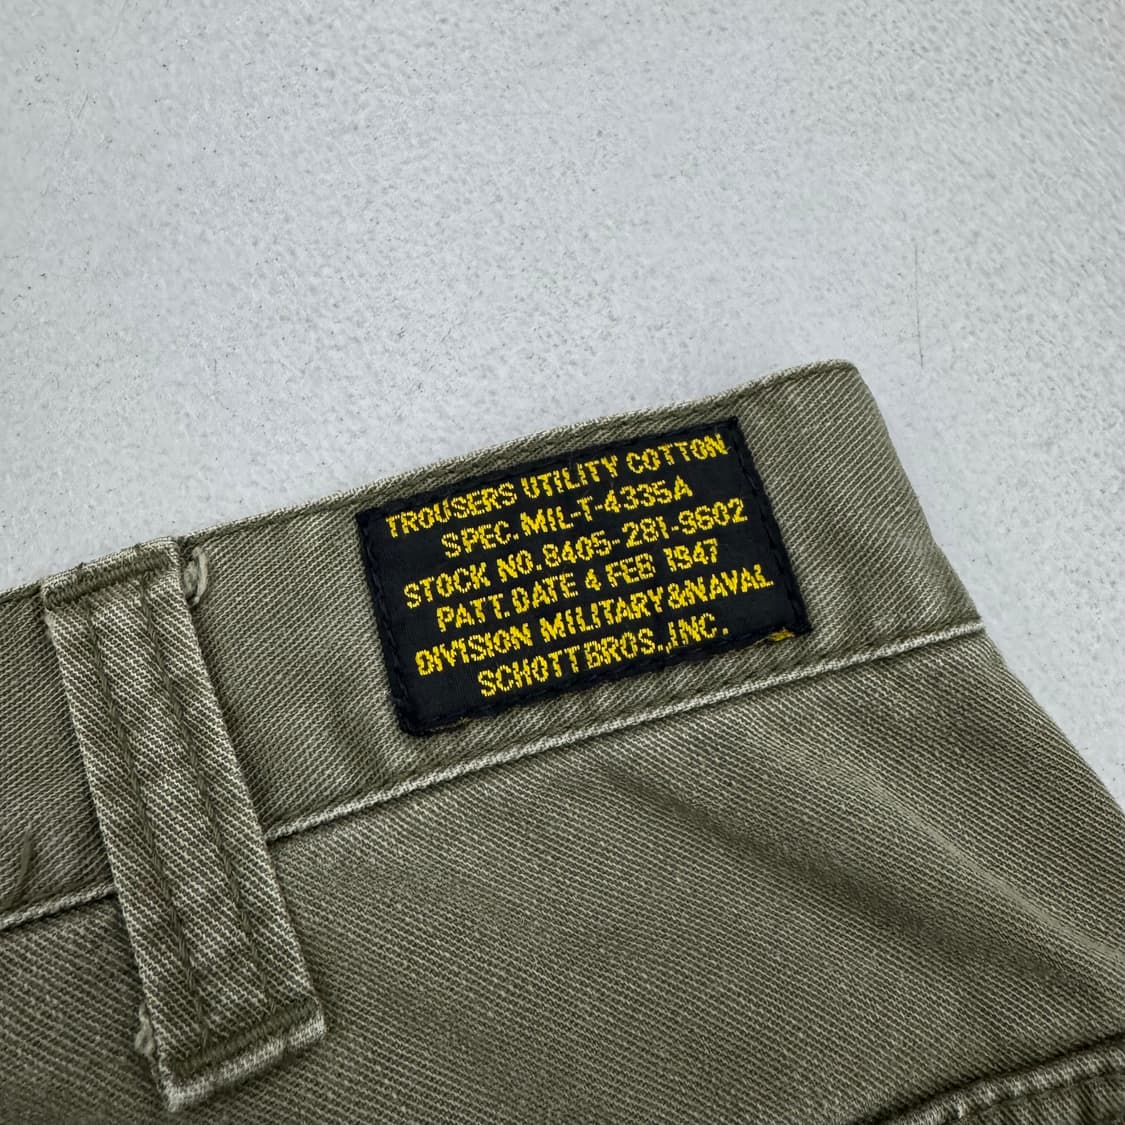 TROUSERS UTILITY COTTON
SPEC. MIL-T-4335A
STOCK NO. 8405-281-9602
PATT. DATE 4 FEB 1947
DIVISION MILITARY & NAVAL
SCHOTT BROS., INC.